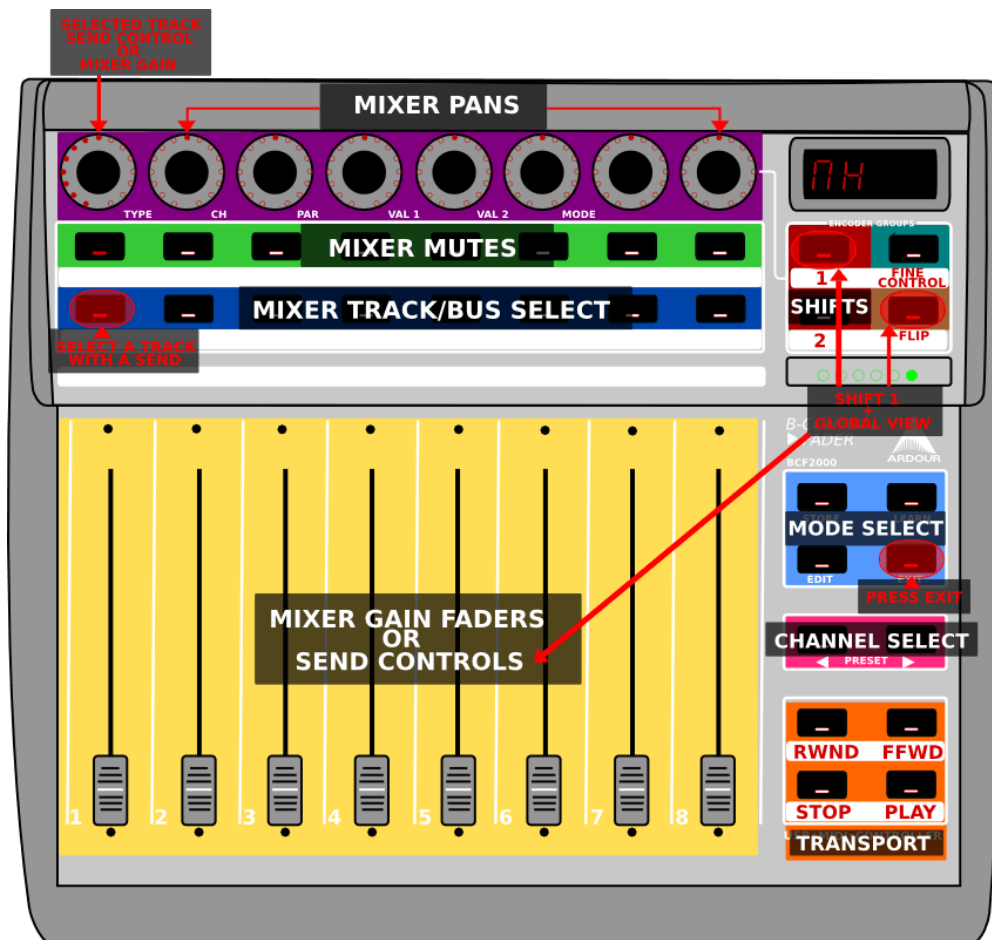 SELECTED TRACK
SEND CONTROL
OR
MIXER GAIN
MIXER PANS
TYPE
CH
PAR
VAL 1
VAL 2
MODE
ENCODER GROUPS
MIXER MUTES
1
FINE
CONTROL
MIXER TRACK/BUS SELECT
SHIFTS
2
FLIP
SELECT A TRACK
WITH A SEND
SHIFT 1
+
GLOBAL VIEW
FADER
BCF2000
ARDOUR
STORE
LEARN
MODE SELECT
EDIT
EXIT
PRESS EXIT
MIXER GAIN FADERS
OR
SEND CONTROLS
CHANNEL SELECT
PRESET
RWND
FFWD
1
2
3
4
5
6
7
8
STOP
PLAY
TRANSPORT